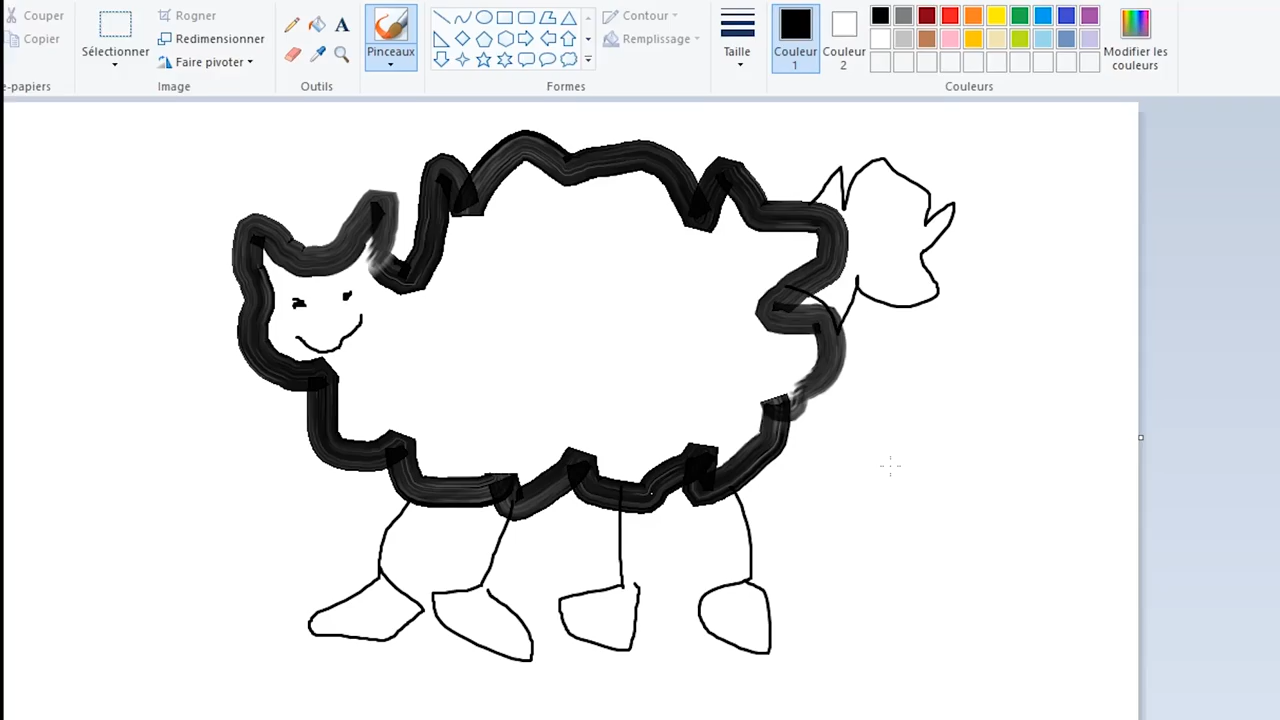 Couper
Copier
e-papiers
Sélectionner
Rogner
Redimensionner
Faire pivoter
Image
A
Outils
Pinceaux
Contour
Remplissage
Formes
Taille
Couleur
1
Couleur
2
Modifier les
couleurs
Couleurs